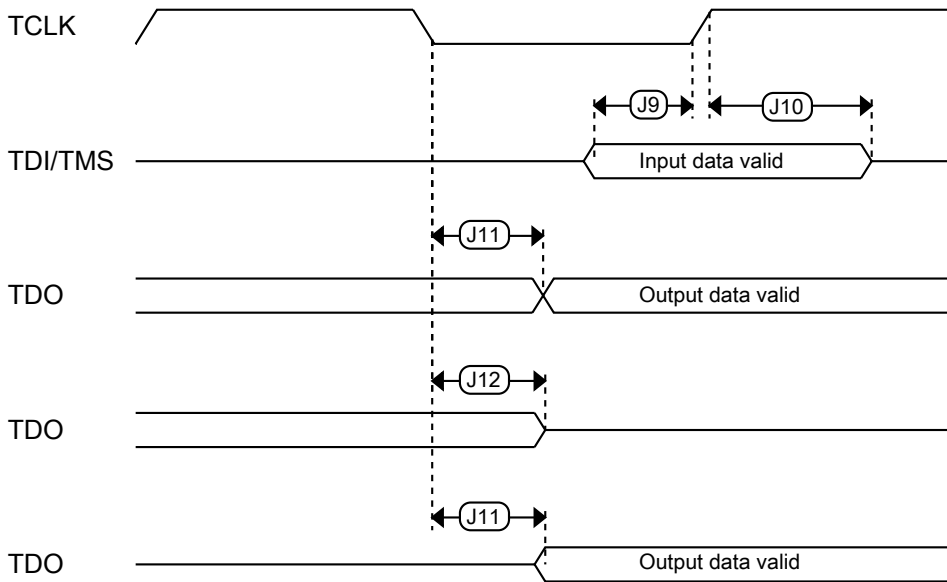 TCLK
J9
J10
TDI/TMS
Input data valid
J11
TDO
Output data valid
J12
TDO
J11
TDO
Output data valid